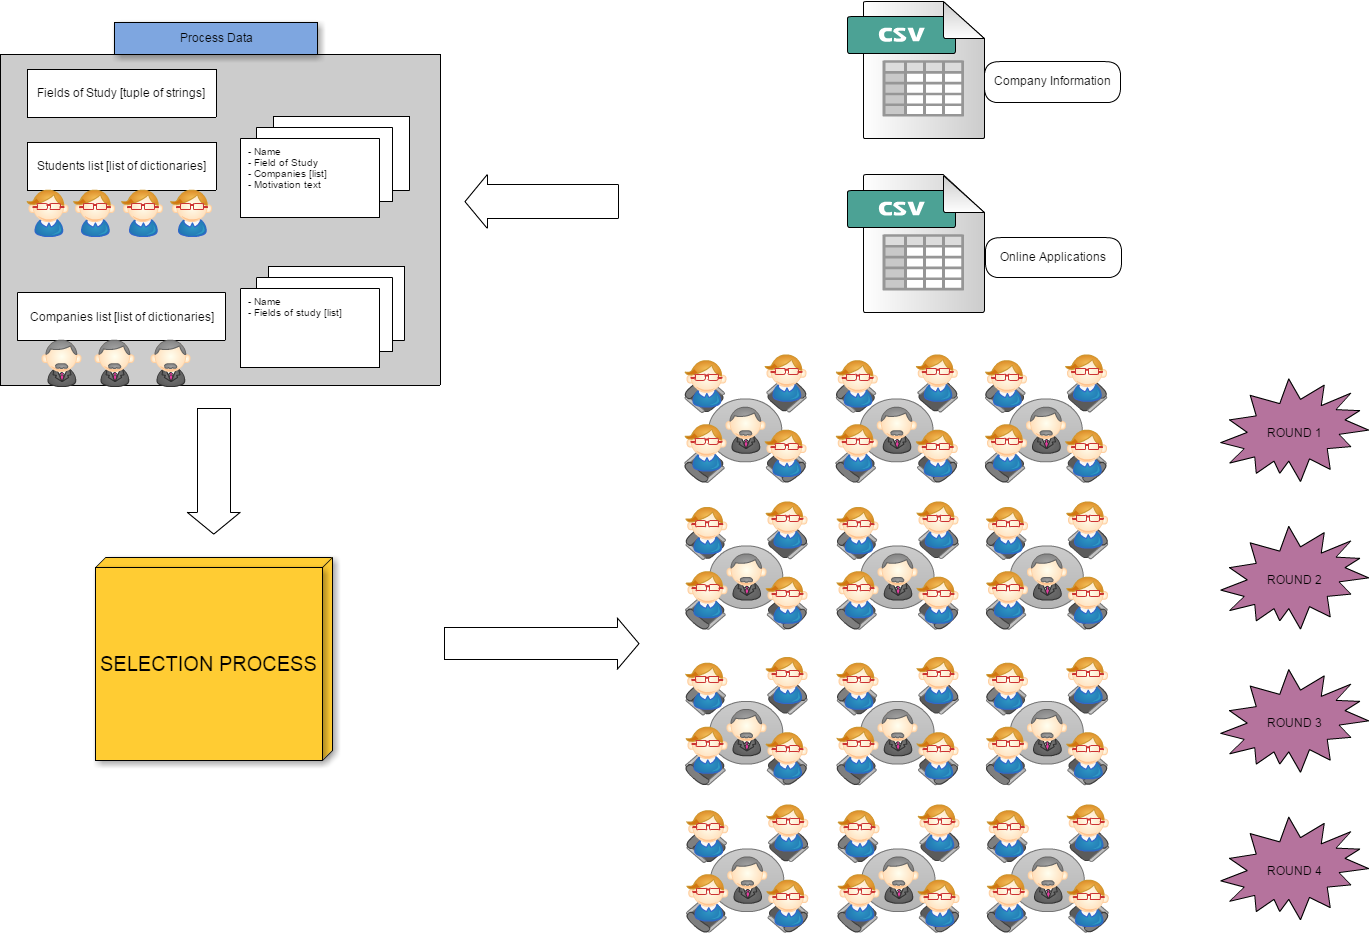 Process Data
Fields of Study [tuple of strings]
Students list [list of dictionaries]
- Name
- Field of Study
- Companies [list]
- Motivation text
Companies list [list of dictionaries]
- Name
- Fields of study [list]
CSV
Company Information
CSV
Online Applications
SELECTION PROCESS
ROUND 1
ROUND 2
ROUND 3
ROUND 4